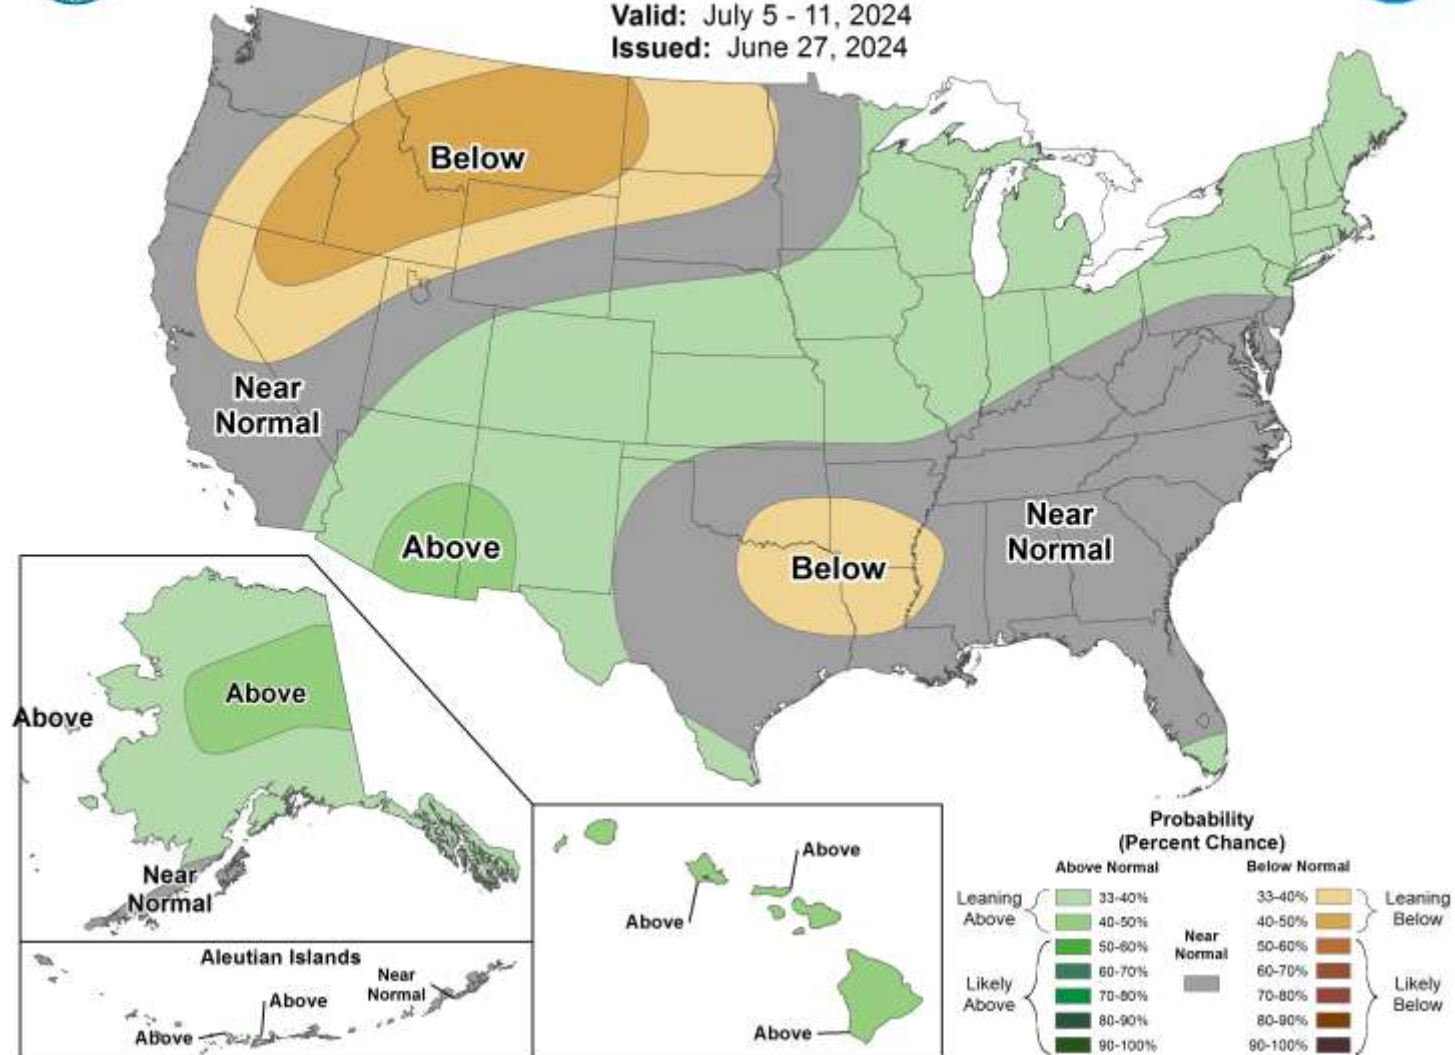 Valid: July 5 - 11, 2024
Issued: June 27, 2024
Below
Near
Normal
Above
Below
Near
Normal
Above
Above
Near
Normal
Aleutian Islands
Near
Normal
Above
Above
Above
Above
Above
Probability
(Percent Chance)
Above Normal
Below Normal
Leaning
Above
33-40%
40-50%
50-60%
60-70%
70-80%
80-90%
90-100%
Likely
Above
Near
Normal
33-40%
40-50%
50-60%
60-70%
70-80%
80-90%
90-100%
Leaning
Below
Likely
Below